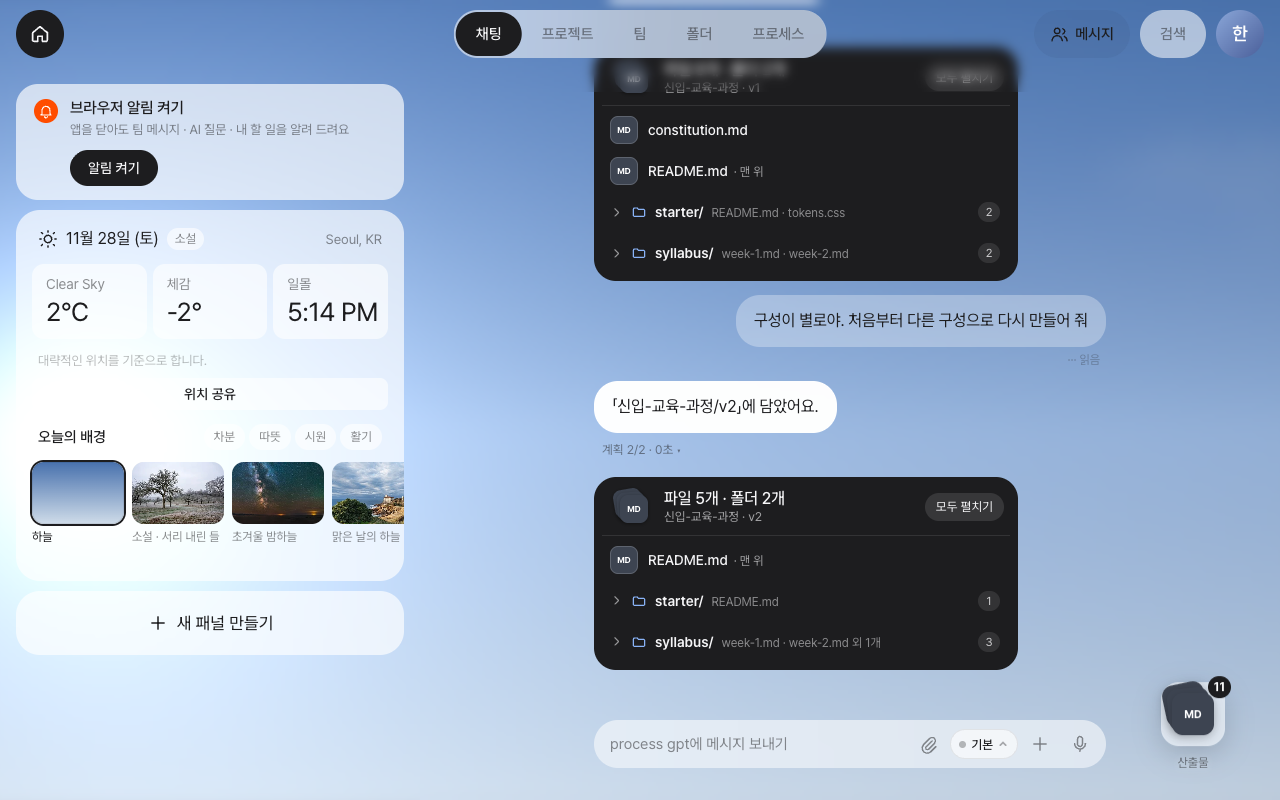 채팅
프로젝트
팀
폴더
프로세스
메시지
검색
한
브라우저 알림 켜기
앱을 닫아도 팀 메시지 · AI 질문 · 내 할 일을 알려 드려요
알림 켜기
11월 28일 (토)
소설
Seoul, KR
Clear Sky
2°C
체감
-2°
일몰
5:14 PM
대략적인 위치를 기준으로 합니다.
위치 공유
오늘의 배경
차분
따뜻
시원
활기
하늘
소설 · 서리 내린 들
초겨울 밤하늘
맑은 날의 하늘
새 패널 만들기
MD
모두 펼치기
신입-교육-과정 · v1
MD constitution.md
MD README.md · 맨 위
starter/ README.md · tokens.css 2
syllabus/ week-1.md · week-2.md 2
구성이 별로야. 처음부터 다른 구성으로 다시 만들어 줘
읽음
「신입-교육-과정/v2」에 담았어요.
계획 2/2 · 0초
MD
파일 5개 · 폴더 2개
신입-교육-과정 · v2
모두 펼치기
MD README.md · 맨 위
starter/ README.md 1
syllabus/ week-1.md · week-2.md 외 1개 3
process gpt에 메시지 보내기
기본
11
MD
산출물